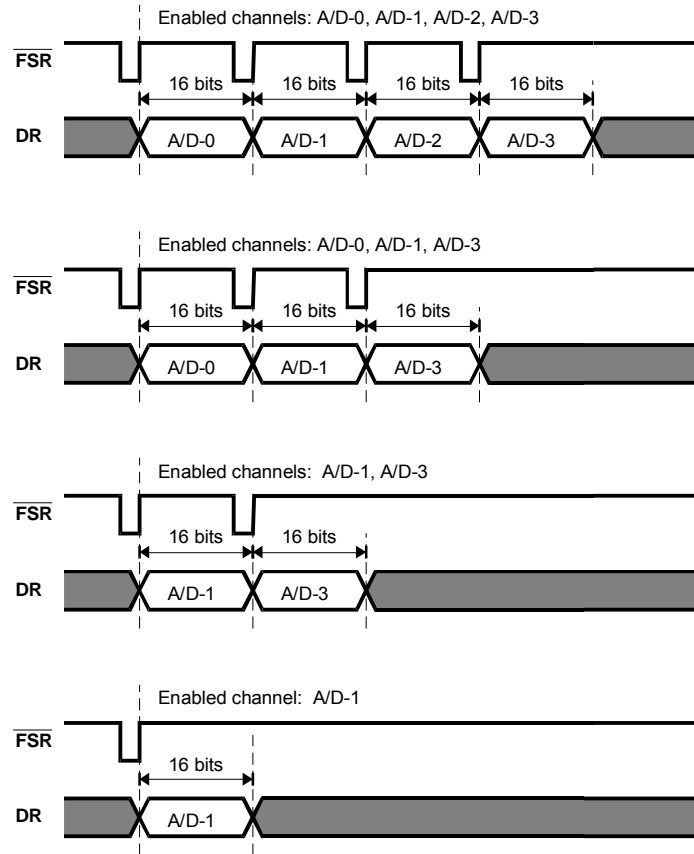 Enabled channels: A/D-0, A/D-1, A/D-2, A/D-3
FSR
16 bits 16 bits 16 bits 16 bits
DR A/D-0 A/D-1 A/D-2 A/D-3
Enabled channels: A/D-0, A/D-1, A/D-3
FSR
16 bits 16 bits 16 bits
DR A/D-0 A/D-1 A/D-3
Enabled channels: A/D-1, A/D-3
FSR
16 bits 16 bits
DR A/D-1 A/D-3
Enabled channel: A/D-1
FSR
16 bits
DR A/D-1